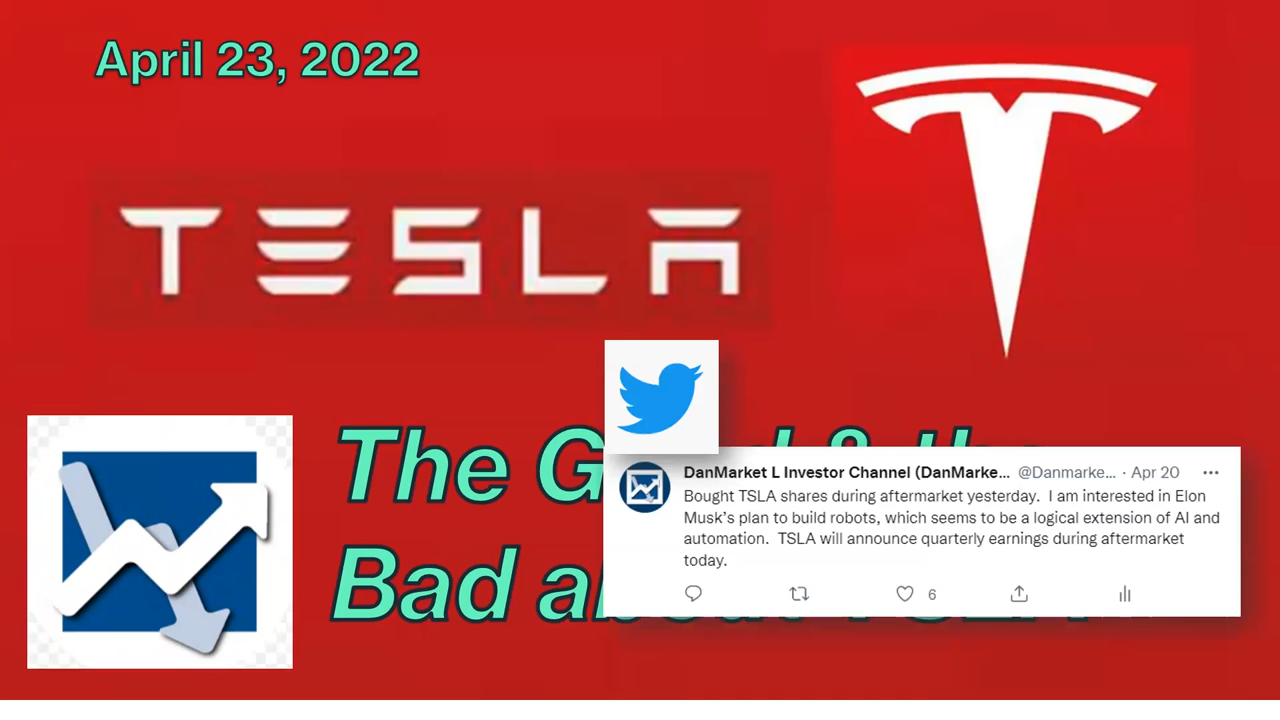 April 23, 2022
TESLA
The G
DanMarket L Investor Channel (DanMarke... @Danmarke... · Apr 20 ...
Bought TSLA shares during aftermarket yesterday. I am interested in Elon
Musk's plan to build robots, which seems to be a logical extension of AI and
automation. TSLA will announce quarterly earnings during aftermarket
today.
6
Bad